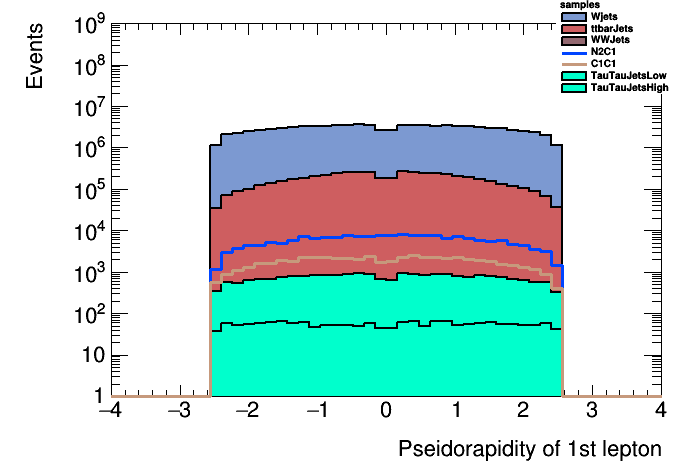 samples
Wjets
ttbarJets
WWJets
N2C1
C1C1
TauTauJetsLow
TauTauJetsHigh
Events
10⁹
10⁸
10⁷
10⁶
10⁵
10⁴
10³
10²
10
1
−4 −3 −2 −1 0 1 2 3 4
Pseidorapidity of 1st lepton